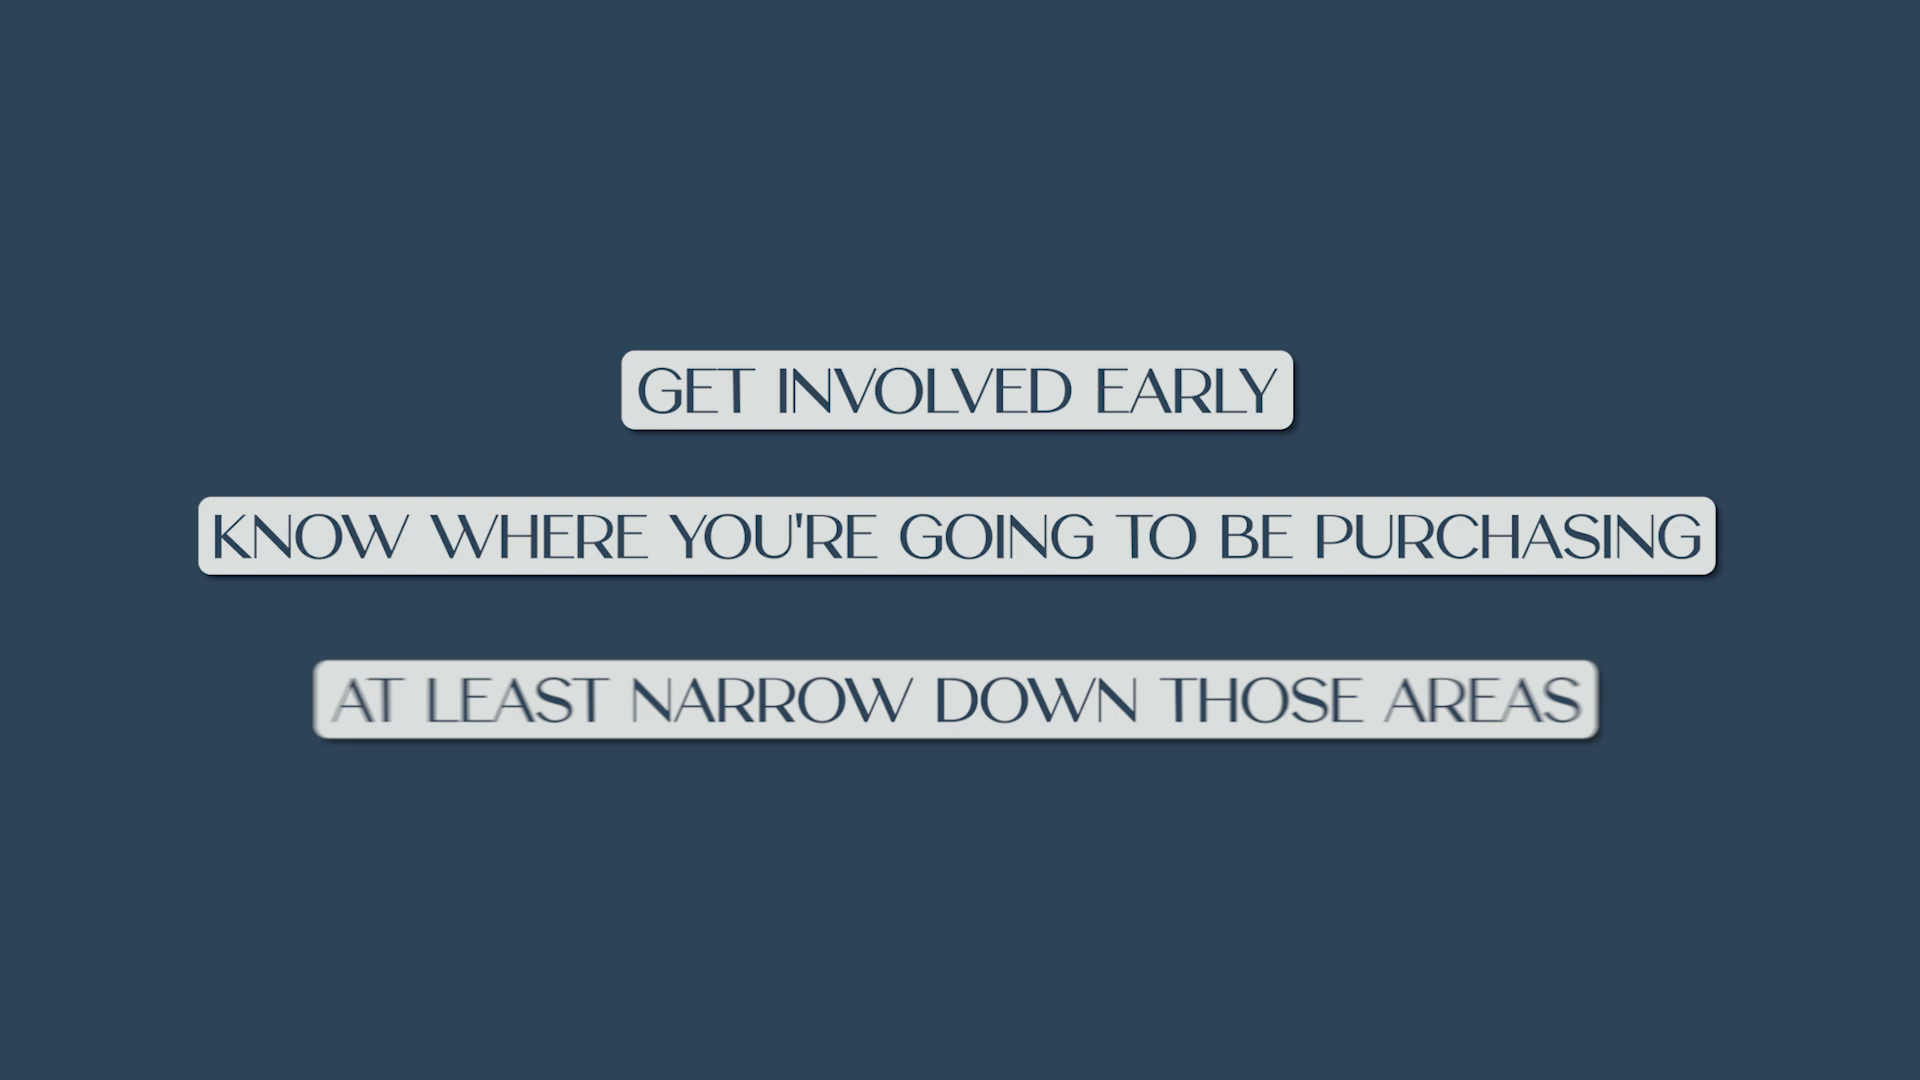 GET INVOLVED EARLY
KNOW WHERE YOU'RE GOING TO BE PURCHASING
AT LEAST NARROW DOWN THOSE AREAS